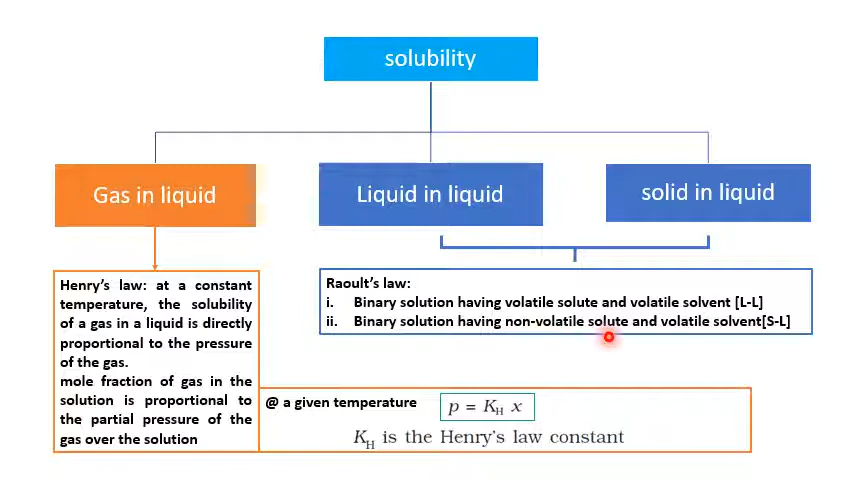 solubility
Gas in liquid
Liquid in liquid
solid in liquid
Henry's law: at a constant
temperature, the solubility
of a gas in a liquid is directly
proportional to the pressure
of the gas.
mole fraction of gas in the
solution is proportional to
the partial pressure of the
gas over the solution
Raoult's law:
i. Binary solution having volatile solute and volatile solvent [L-L]
ii. Binary solution having non-volatile solute and volatile solvent[S-L]
@ a given temperature p = K_H x
K_H is the Henry's law constant